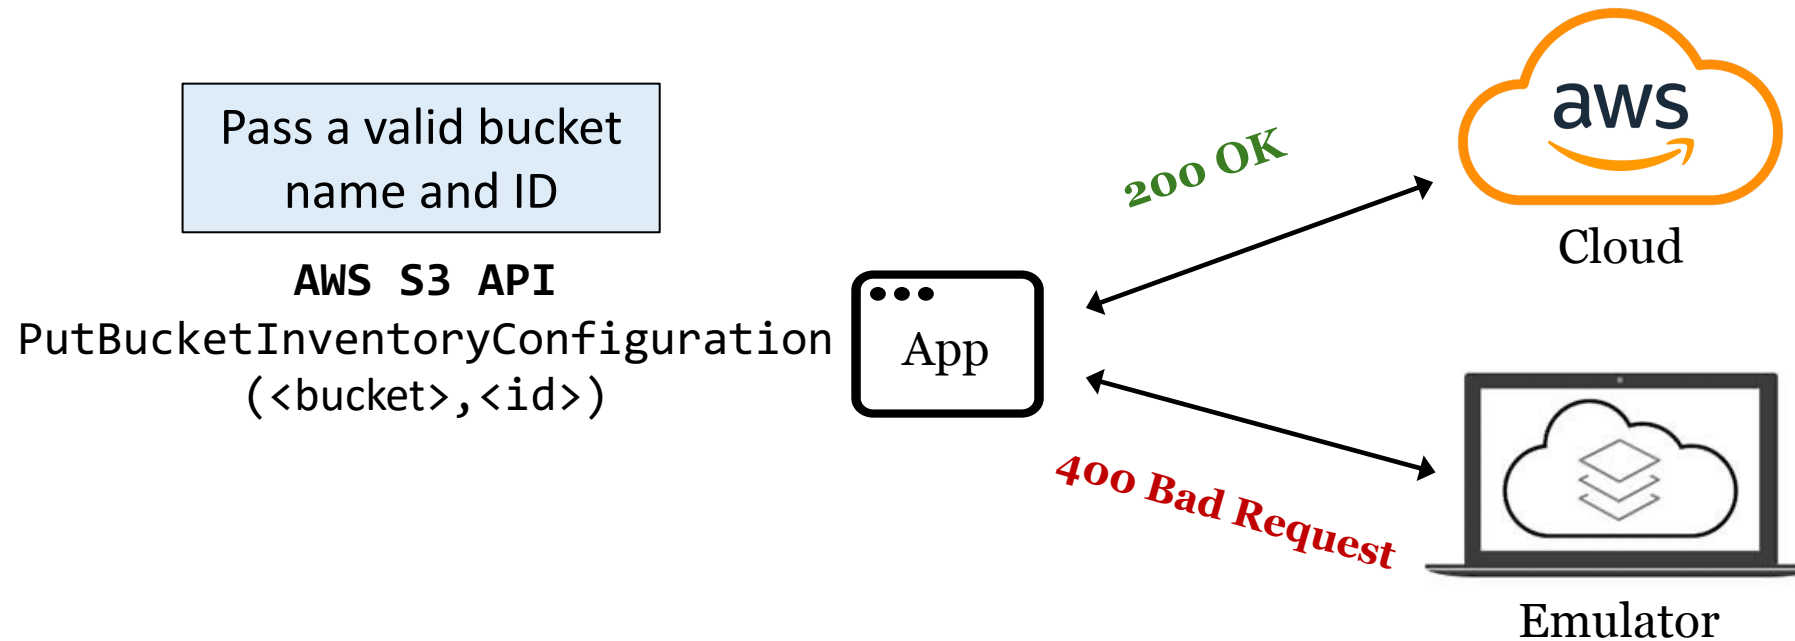 Pass a valid bucket
name and ID
AWS S3 API
PutBucketInventoryConfiguration
(<bucket>,<id>)
App
200 OK
400 Bad Request
aws
Cloud
Emulator